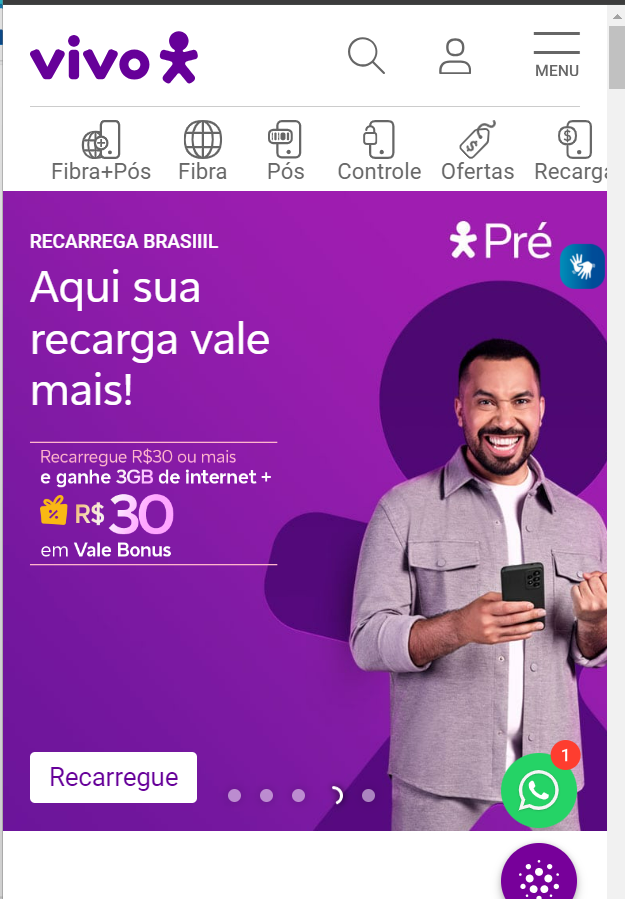 vivo
MENU
Fibra+Pós Fibra Pós Controle Ofertas Recarga
RECARREGA BRASIIIL
Pré
Aqui sua
recarga vale
mais!
Recarregue R$30 ou mais
e ganhe 3GB de internet +
R$ 30
em Vale Bonus
Recarregue
1